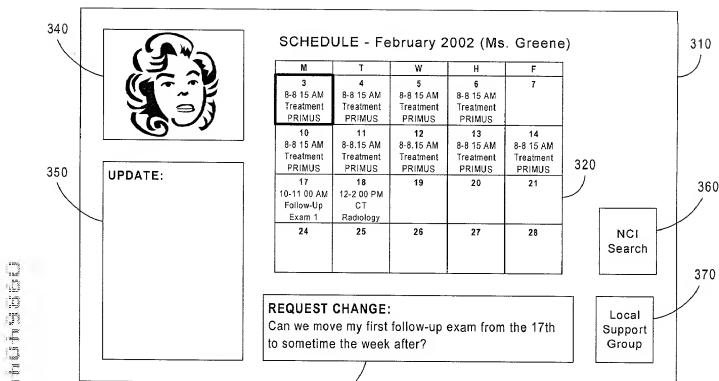 340
SCHEDULE - February 2002 (Ms. Greene)
310
M T W H F
3 4 5 6 7
8-8 15 AM 8-8 15 AM 8-8 15 AM 8-8 15 AM
Treatment Treatment Treatment Treatment
PRIMUS PRIMUS PRIMUS PRIMUS
10 11 12 13 14
8-8 15 AM 8-8.15 AM 8-8.15 AM 8-8 15 AM 8-8 15 AM
Treatment Treatment Treatment Treatment Treatment
PRIMUS PRIMUS PRIMUS PRIMUS PRIMUS
17 18 19 20 21
10-11 00 AM 12-2 00 PM
Follow-Up CT
Exam 1 Radiology
24 25 26 27 28
320
350
UPDATE:
360
NCI
Search
370
Local
Support
Group
REQUEST CHANGE:
Can we move my first follow-up exam from the 17th
to sometime the week after?